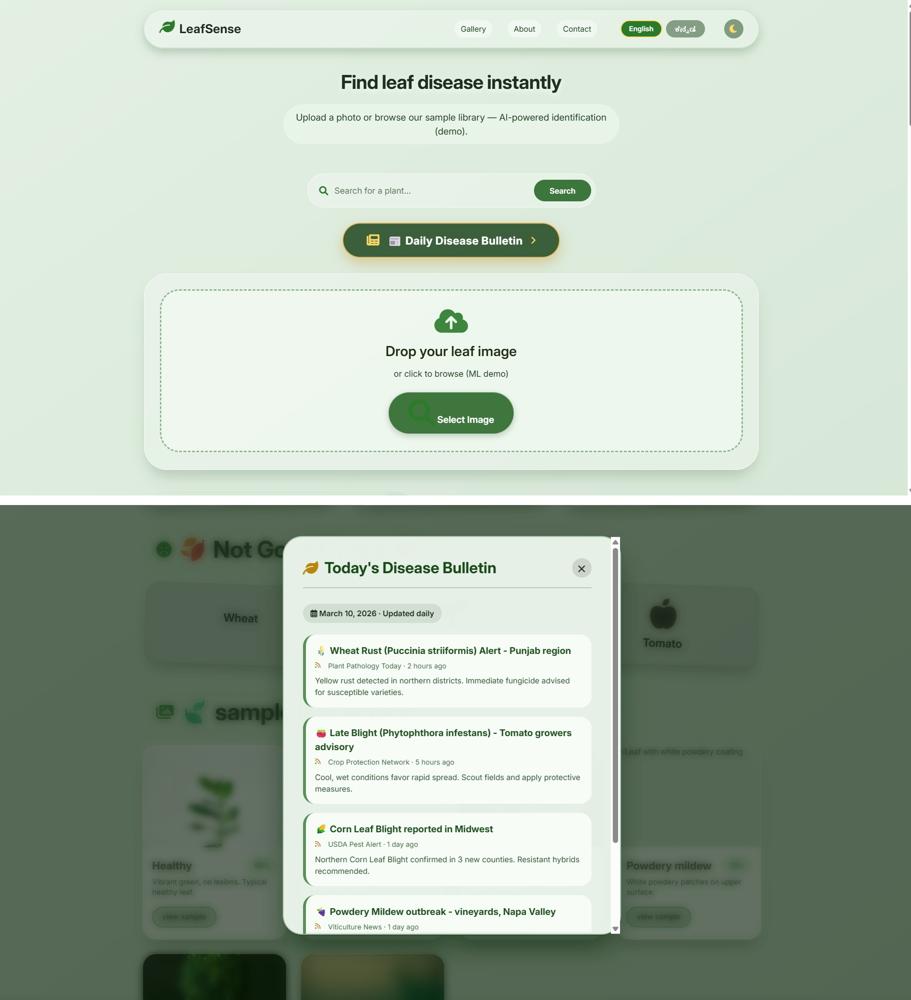 LeafSense
Gallery
About
Contact
English
ಕನ್ನಡ
Find leaf disease instantly
Upload a photo or browse our sample library — AI-powered identification
(demo).
Search for a plant...
Search
Daily Disease Bulletin
Drop your leaf image
or click to browse (ML demo)
Select Image
Not
Today's Disease Bulletin
March 10, 2026 · Updated daily
Wheat
Tomato
Wheat Rust (Puccinia striiformis) Alert - Punjab region
Plant Pathology Today · 2 hours ago
Yellow rust detected in northern districts. Immediate fungicide advised
for susceptible varieties.
Late Blight (Phytophthora infestans) - Tomato growers
advisory
Crop Protection Network · 5 hours ago
Cool, wet conditions favor rapid spread. Scout fields and apply protective
measures.
Corn Leaf Blight reported in Midwest
USDA Pest Alert · 1 day ago
Northern Corn Leaf Blight confirmed in 3 new counties. Resistant hybrids
recommended.
Powdery Mildew outbreak - vineyards, Napa Valley
Viticulture News · 1 day ago
Leaf with white powdery coating
Healthy
98%
Vibrant green, no lesions. Typical
healthy leaf.
view sample
Powdery mildew
White powdery patches on upper
surface.
view sample